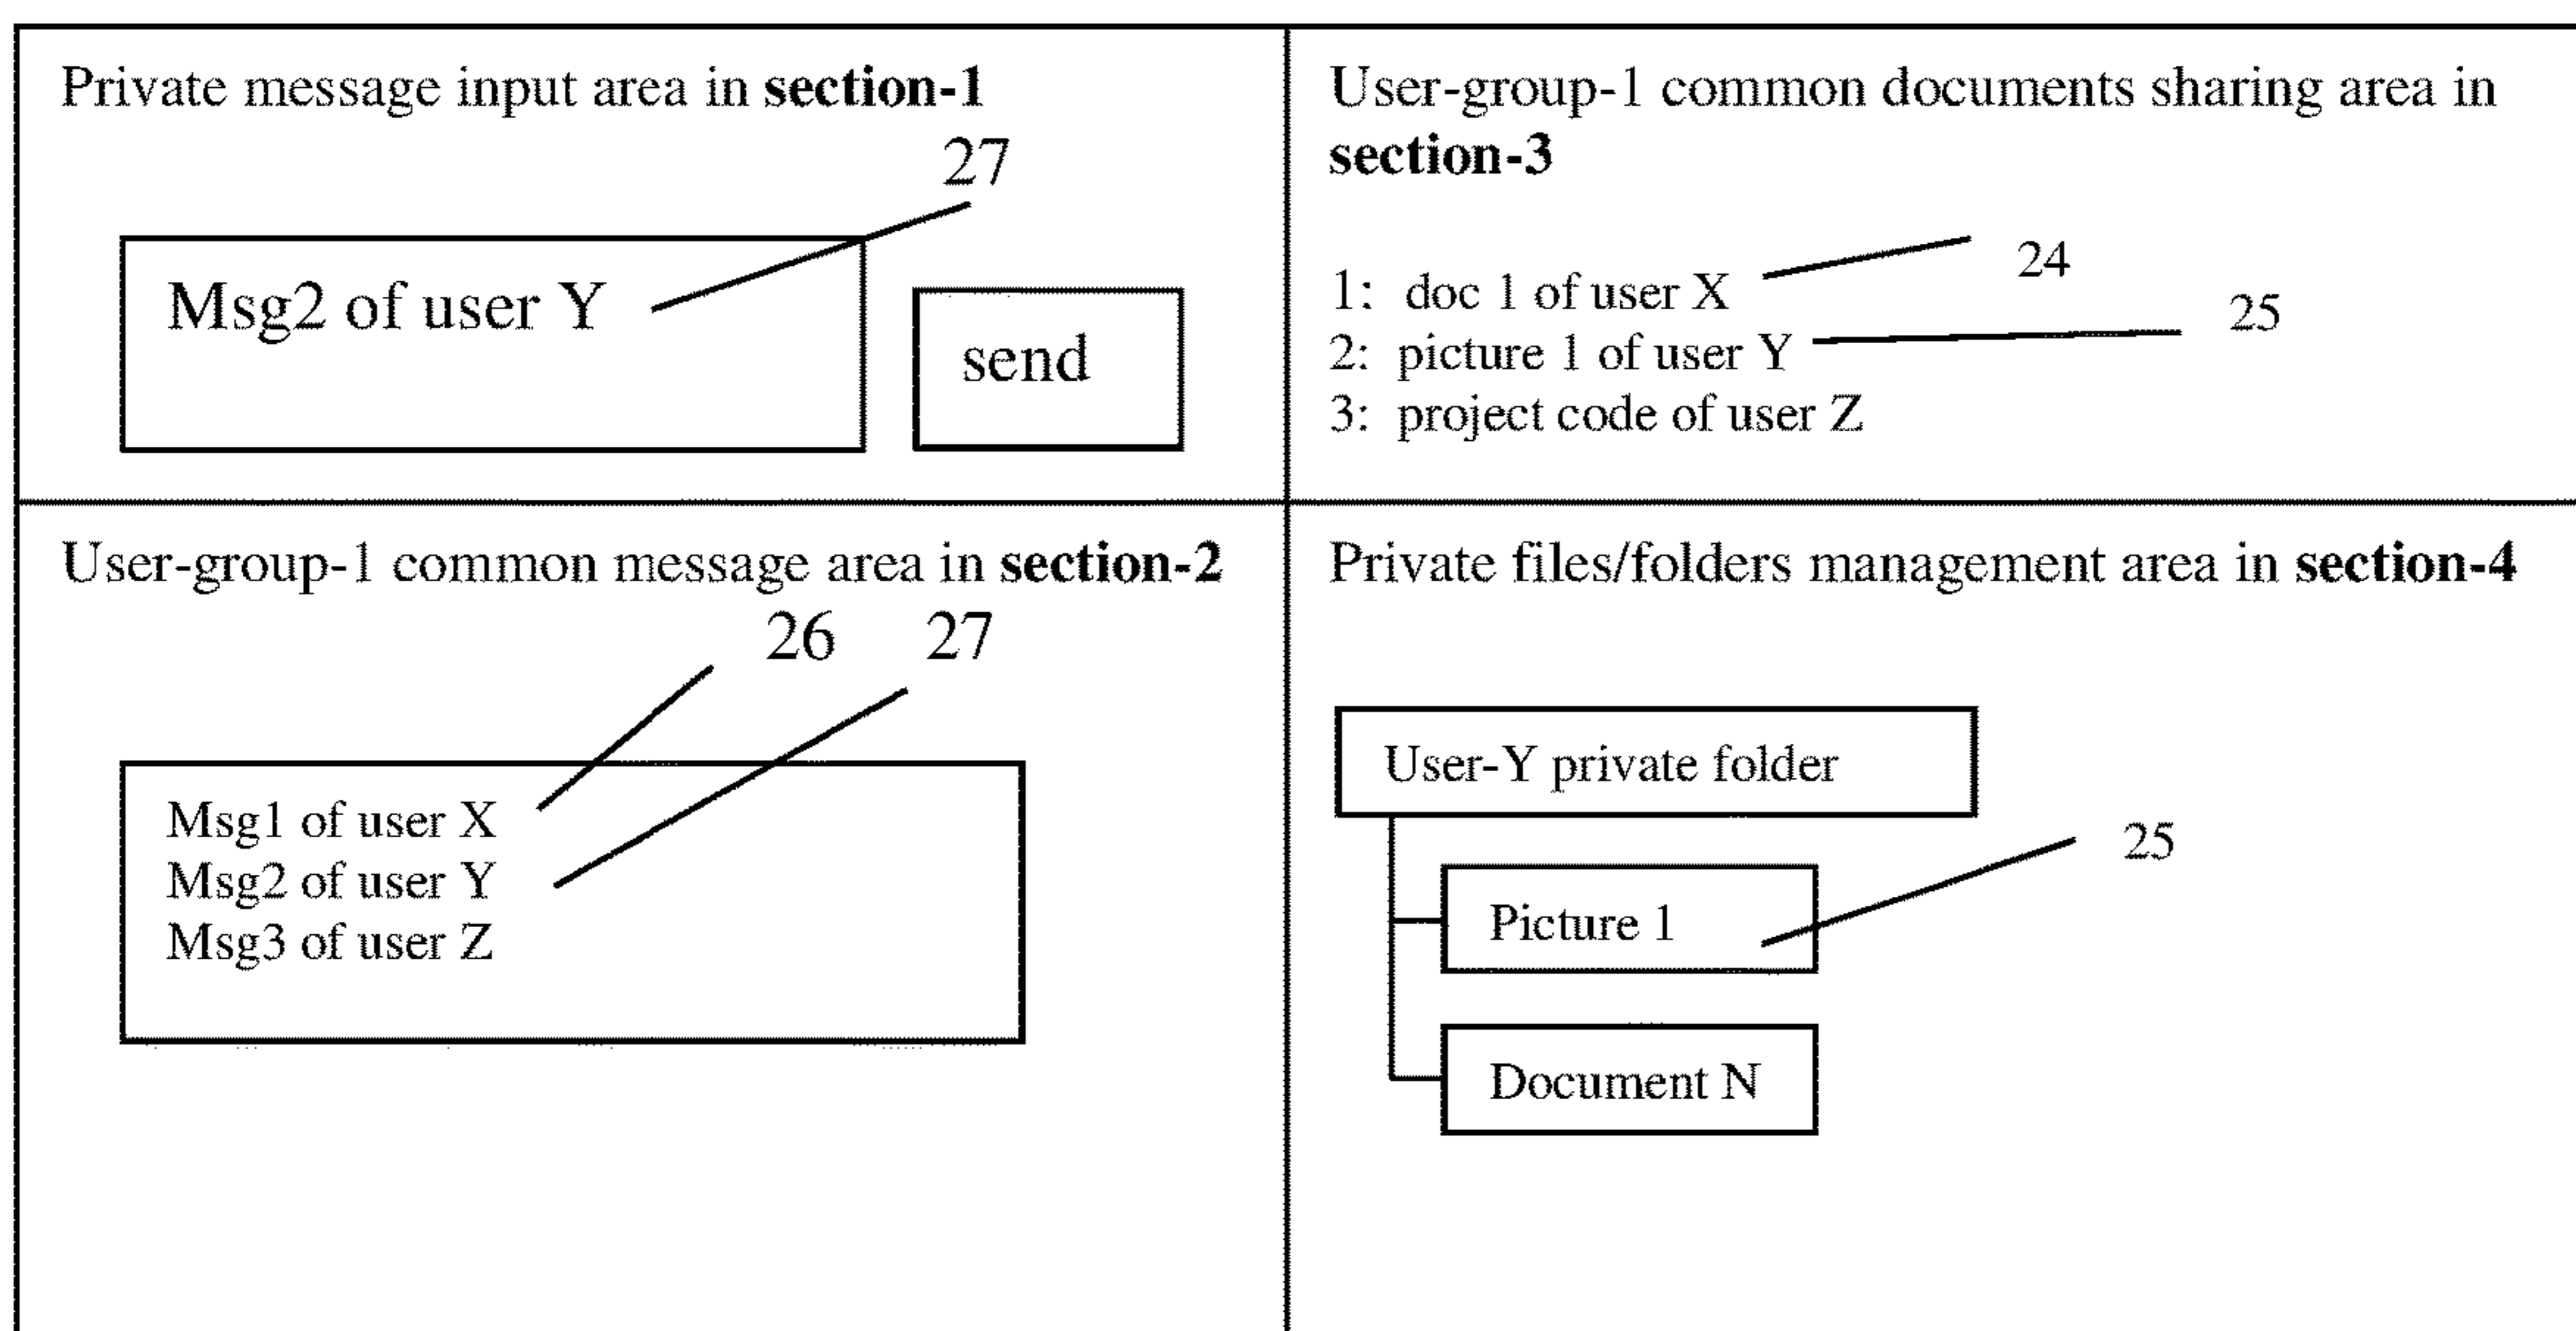 Private message input area in section-1
27
Msg2 of user Y
send
User-group-1 common documents sharing area in
section-3
24
1: doc 1 of user X
25
2: picture 1 of user Y
3: project code of user Z
User-group-1 common message area in section-2
26 27
Msg1 of user X
Msg2 of user Y
Msg3 of user Z
Private files/folders management area in section-4
User-Y private folder
25
Picture 1
Document N